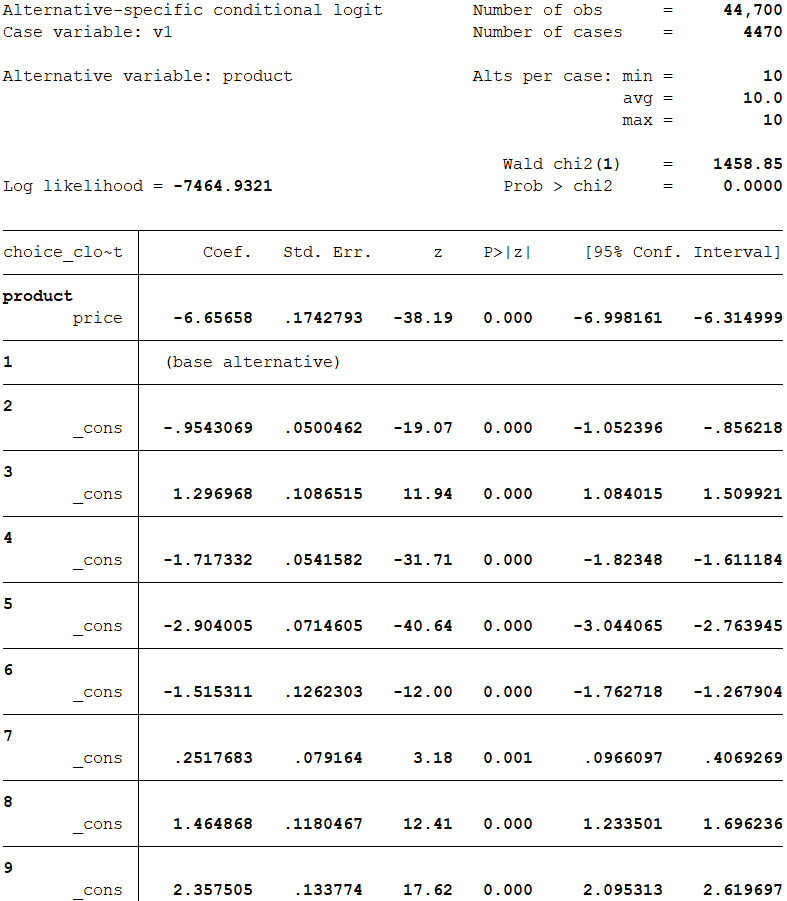 Alternative-specific conditional logit Number of obs = 44,700
Case variable: v1 Number of cases = 4470
Alternative variable: product Alts per case: min = 10
avg = 10.0
max = 10
Wald chi2(1) = 1458.85
Log likelihood = -7464.9321 Prob > chi2 = 0.0000
choice_clo~t Coef. Std. Err. z P>|z| [95% Conf. Interval]
product
price -6.65658 .1742793 -38.19 0.000 -6.998161 -6.314999
1 (base alternative)
2
_cons -.9543069 .0500462 -19.07 0.000 -1.052396 -.856218
3
_cons 1.296968 .1086515 11.94 0.000 1.084015 1.509921
4
_cons -1.717332 .0541582 -31.71 0.000 -1.82348 -1.611184
5
_cons -2.904005 .0714605 -40.64 0.000 -3.044065 -2.763945
6
_cons -1.515311 .1262303 -12.00 0.000 -1.762718 -1.267904
7
_cons .2517683 .079164 3.18 0.001 .0966097 .4069269
8
_cons 1.464868 .1180467 12.41 0.000 1.233501 1.696236
9
_cons 2.357505 .133774 17.62 0.000 2.095313 2.619697